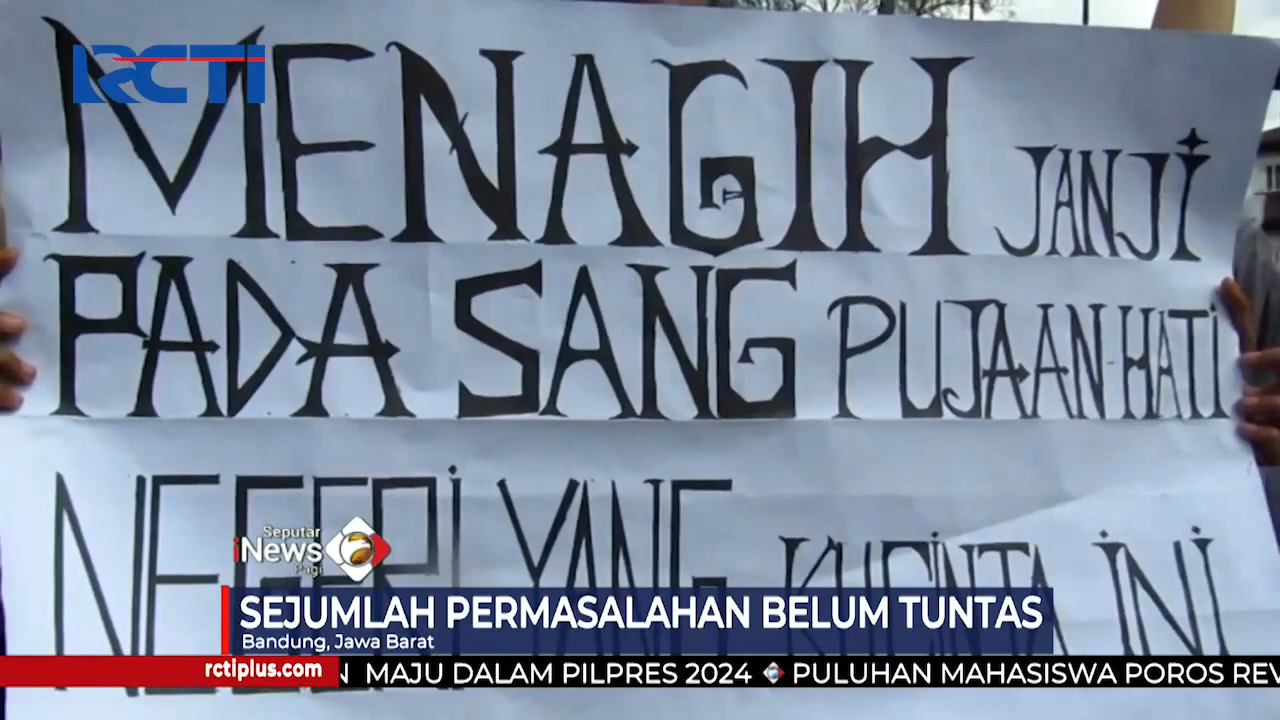 RCTI
MENAGIH JANJI
PADA SANG PUJAAN HATI
NEGERI YANG KUCINTA INI
Seputar
iNews
Pagi
SEJUMLAH PERMASALAHAN BELUM TUNTAS
Bandung, Jawa Barat
rctiplus.com
MAJU DALAM PILPRES 2024 PULUHAN MAHASISWA POROS REV